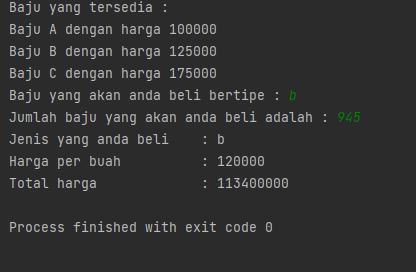 Baju yang tersedia :
Baju A dengan harga 100000
Baju B dengan harga 125000
Baju C dengan harga 175000
Baju yang akan anda beli bertipe : b
Jumlah baju yang akan anda beli adalah : 945
Jenis yang anda beli    : b
Harga per buah          : 120000
Total harga             : 113400000
Process finished with exit code 0